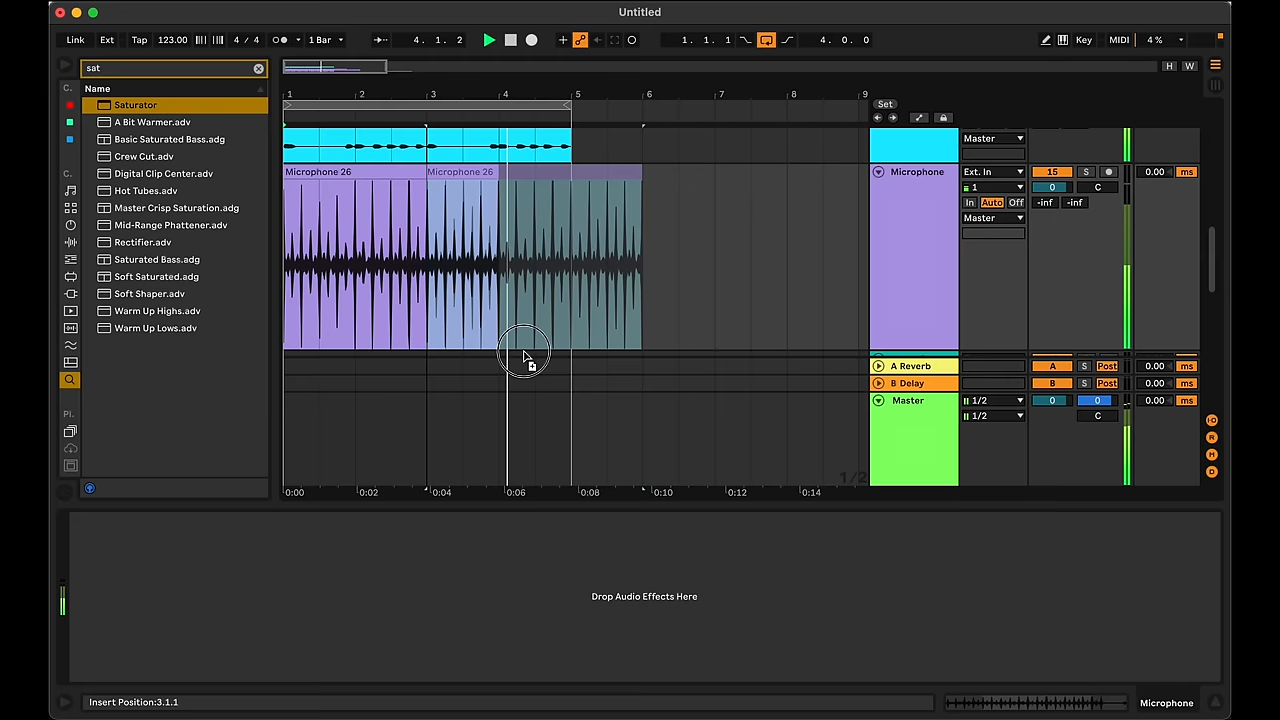 Untitled
Link Ext Tap 123.00 4 / 4 1 Bar 4. 1. 2 1. 1. 1 4. 0. 0 Key MIDI 4 %
sat
H W
C. Name
Saturator
A Bit Warmer.adv
Basic Saturated Bass.adg
Crew Cut.adv
C. Digital Clip Center.adv
Hot Tubes.adv
Master Crisp Saturation.adg
Mid-Range Phattener.adv
Rectifier.adv
Saturated Bass.adg
Soft Saturated.adg
Soft Shaper.adv
Warm Up Highs.adv
Warm Up Lows.adv
Pl.
1 2 3 4 5 6 7 8 9
Set
Master
Microphone 26 Microphone 26
Microphone Ext. In 15 S 0.00 ms
1 0 C
In Auto Off -inf -inf
Master
A Reverb A S Post 0.00 ms
B Delay B S Post 0.00 ms
Master 1/2 0 0 0.00 ms
1/2 C
I-O
R
H
D
1/2
0:00 0:02 0:04 0:06 0:08 0:10 0:12 0:14
Drop Audio Effects Here
Insert Position:3.1.1 Microphone